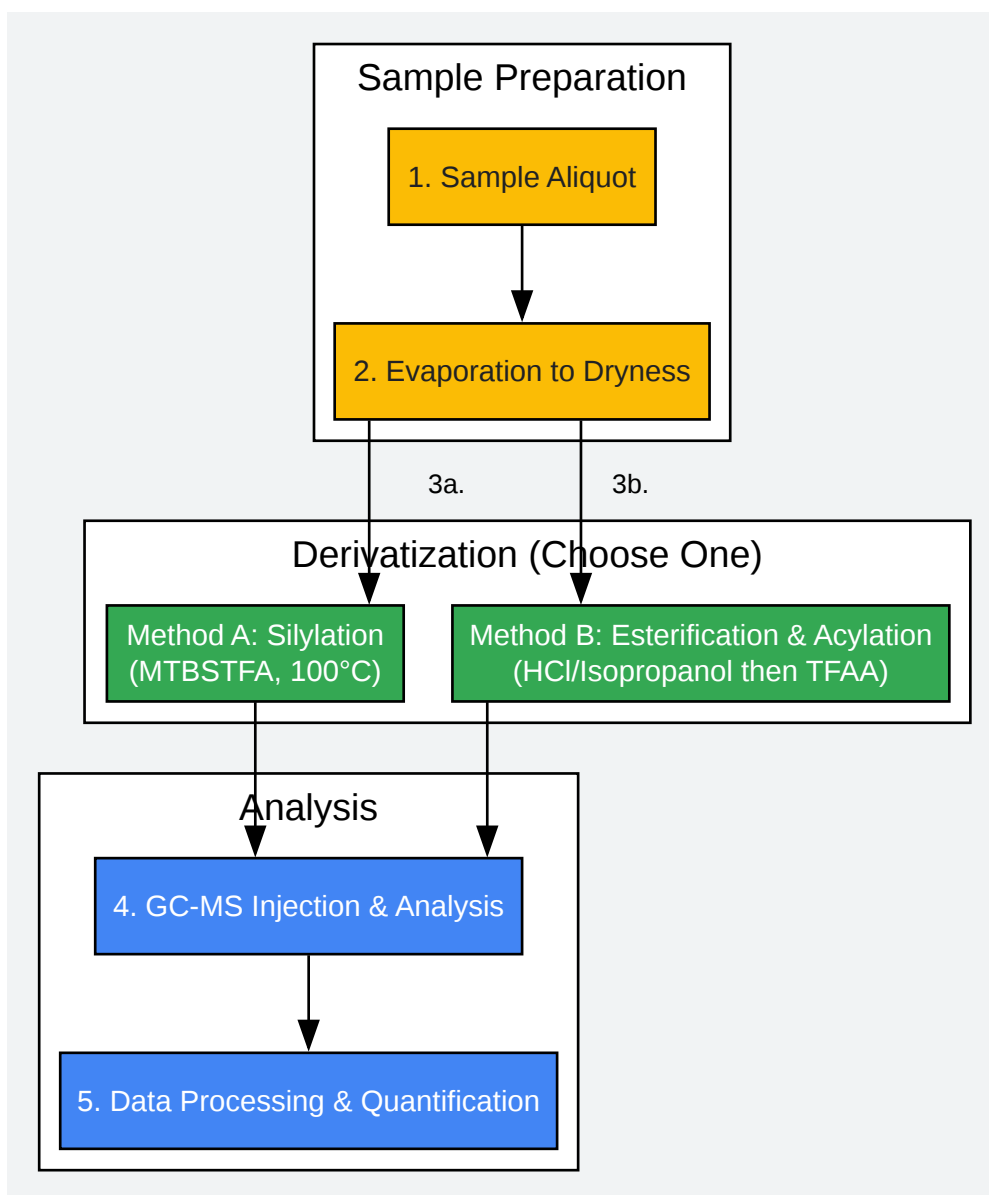 Sample Preparation
1. Sample Aliquot
2. Evaporation to Dryness
3a.
3b.
Derivatization (Choose One)
Method A: Silylation
(MTBSTFA, 100°C)
Method B: Esterification & Acylation
(HCl/Isopropanol then TFAA)
Analysis
4. GC-MS Injection & Analysis
5. Data Processing & Quantification